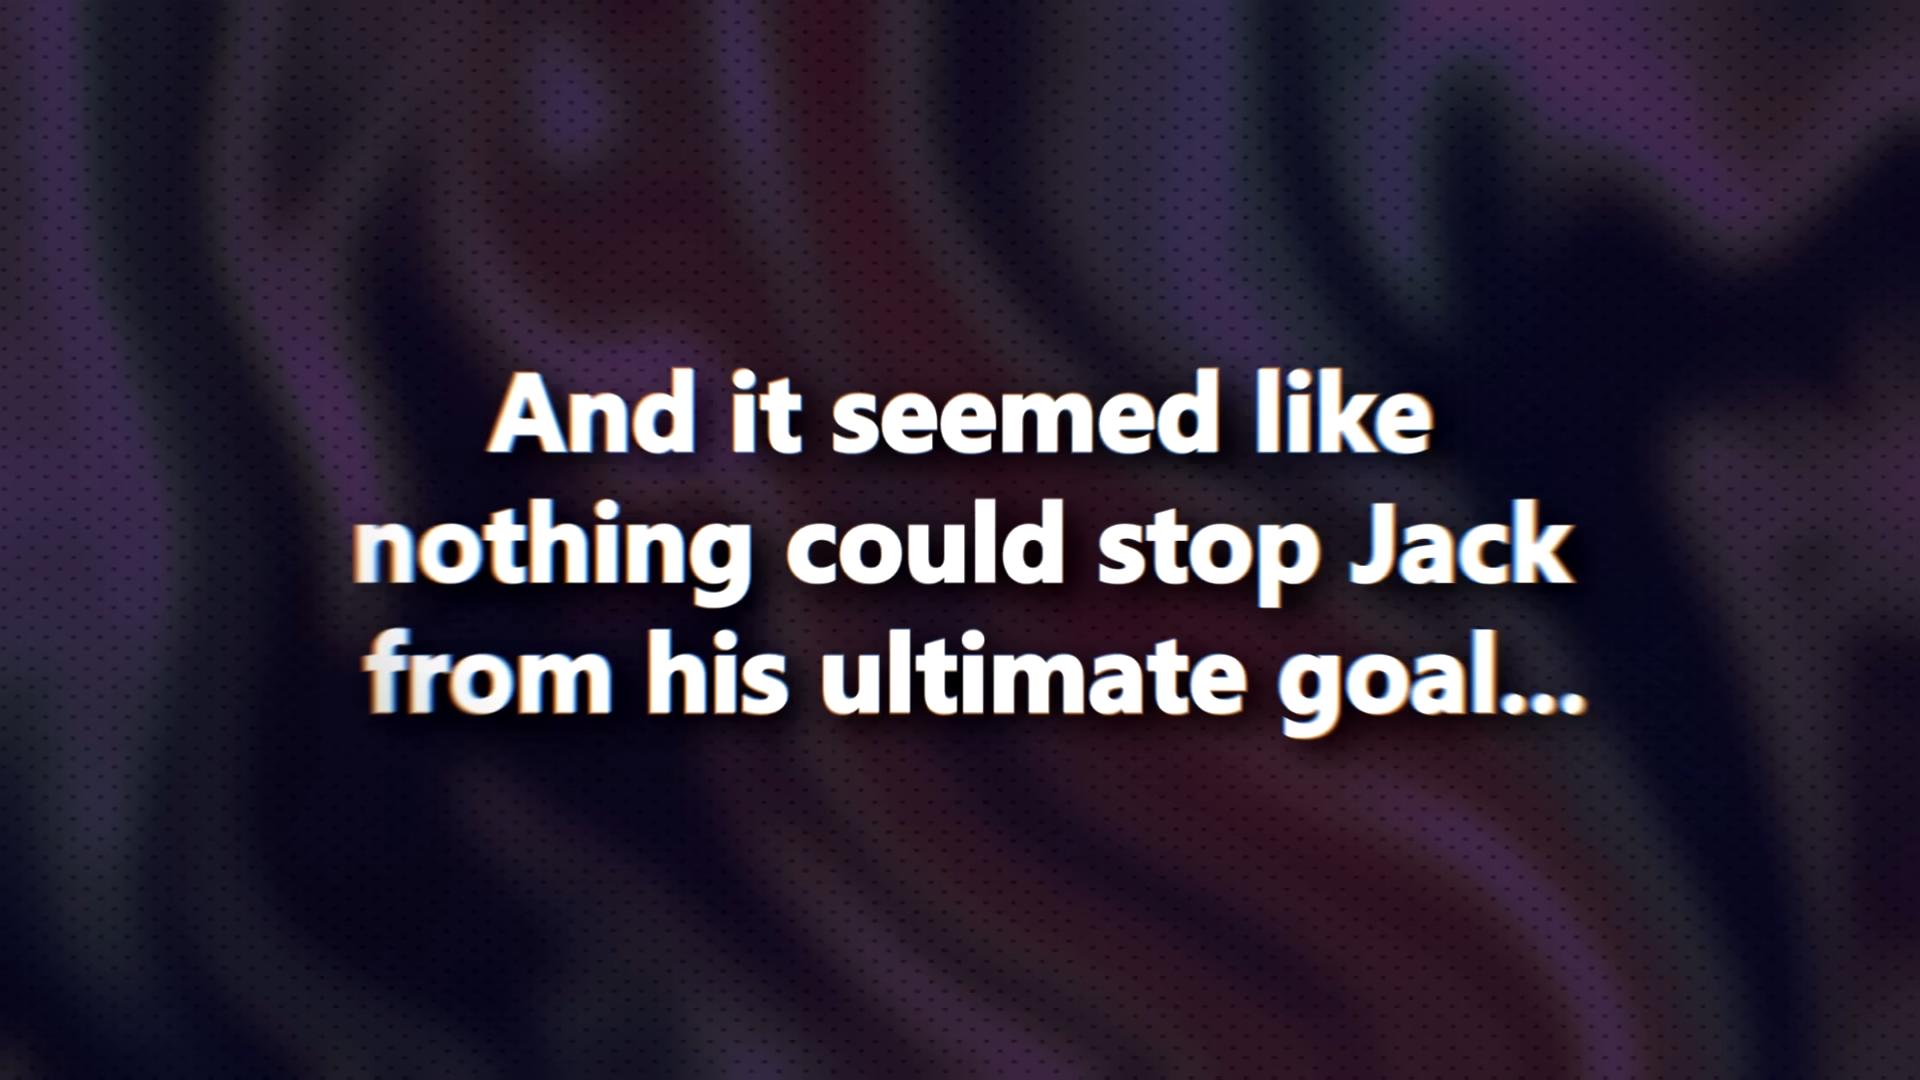 And it seemed like
nothing could stop Jack
from his ultimate goal...